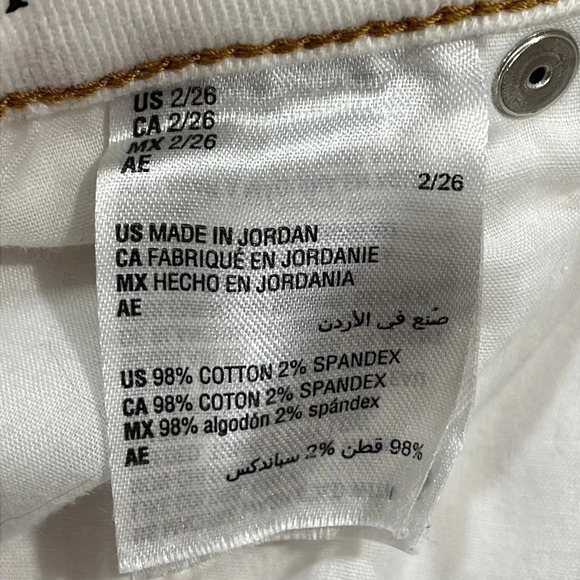 US 2/26
CA 2/26
MX 2/26
AE
2/26
US MADE IN JORDAN
CA FABRIQUÉ EN JORDANIE
MX HECHO EN JORDANIA
AE
صّنع في الأردن
US 98% COTTON 2% SPANDEX
CA 98% COTON 2% SPANDEX
MX 98% algodón 2% spándex
AE
98% قطن 2% سباندكس